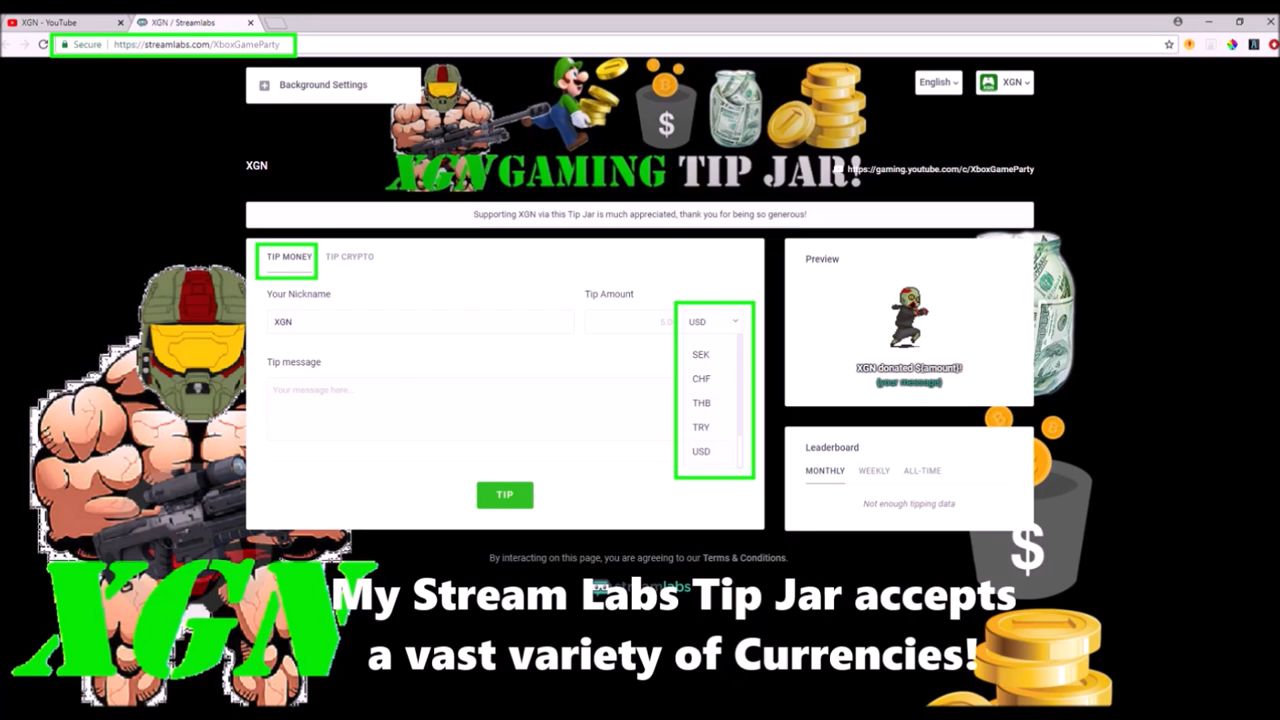 XGN - YouTube
XGN / Streamlabs
Secure | https://streamlabs.com/XboxGameParty
Background Settings
English
XGN
$
XGN GAMING TIP JAR!
XGN
https://gaming.youtube.com/c/XboxGameParty
Supporting XGN via this Tip Jar is much appreciated, thank you for being so generous!
TIP MONEY
TIP CRYPTO
Your Nickname
Tip Amount
XGN
5.0
USD
SEK
CHF
THB
TRY
USD
Tip message
Your message here...
TIP
Preview
XGN donated ${amount}!
{your message}
Leaderboard
MONTHLY
WEEKLY
ALL-TIME
Not enough tipping data
$
By interacting on this page, you are agreeing to our Terms & Conditions.
streamlabs
XGN
My Stream Labs Tip Jar accepts
a vast variety of Currencies!